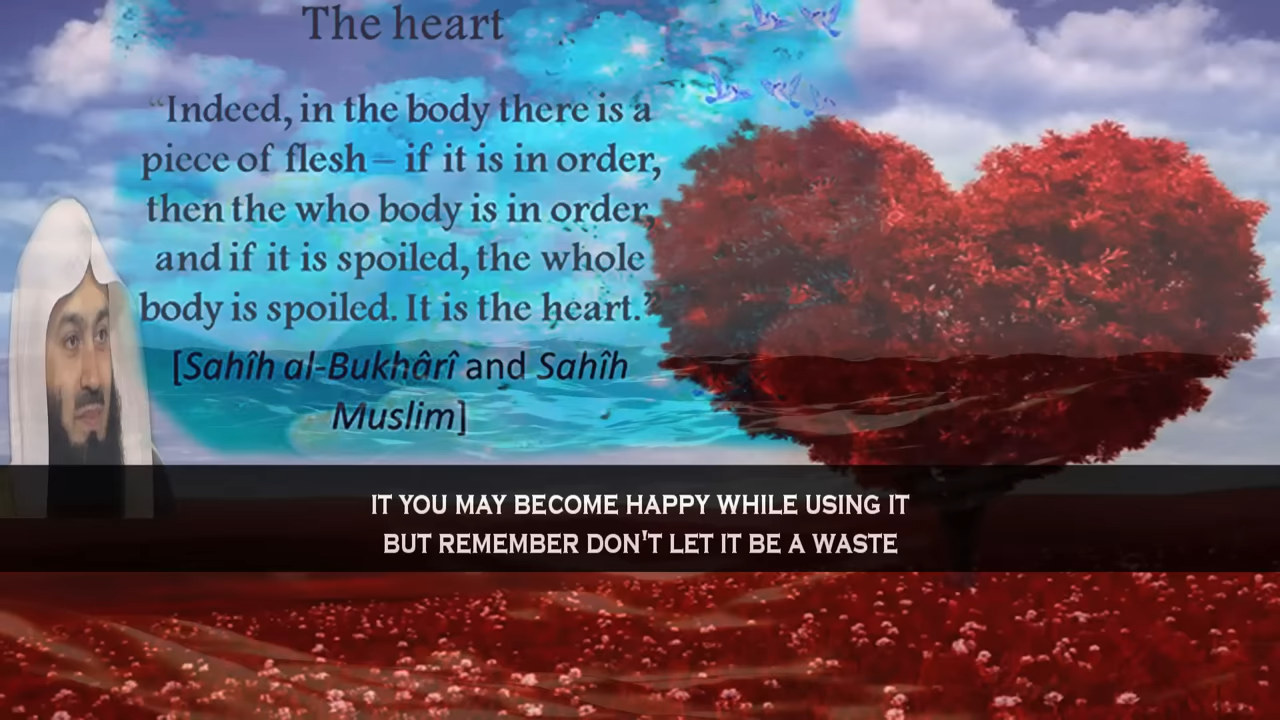 The heart
“Indeed, in the body there is a
piece of flesh – if it is in order,
then the who body is in order,
and if it is spoiled, the whole
body is spoiled. It is the heart.”
[Sahîh al-Bukhârî and Sahîh
Muslim]
IT YOU MAY BECOME HAPPY WHILE USING IT
BUT REMEMBER DON'T LET IT BE A WASTE